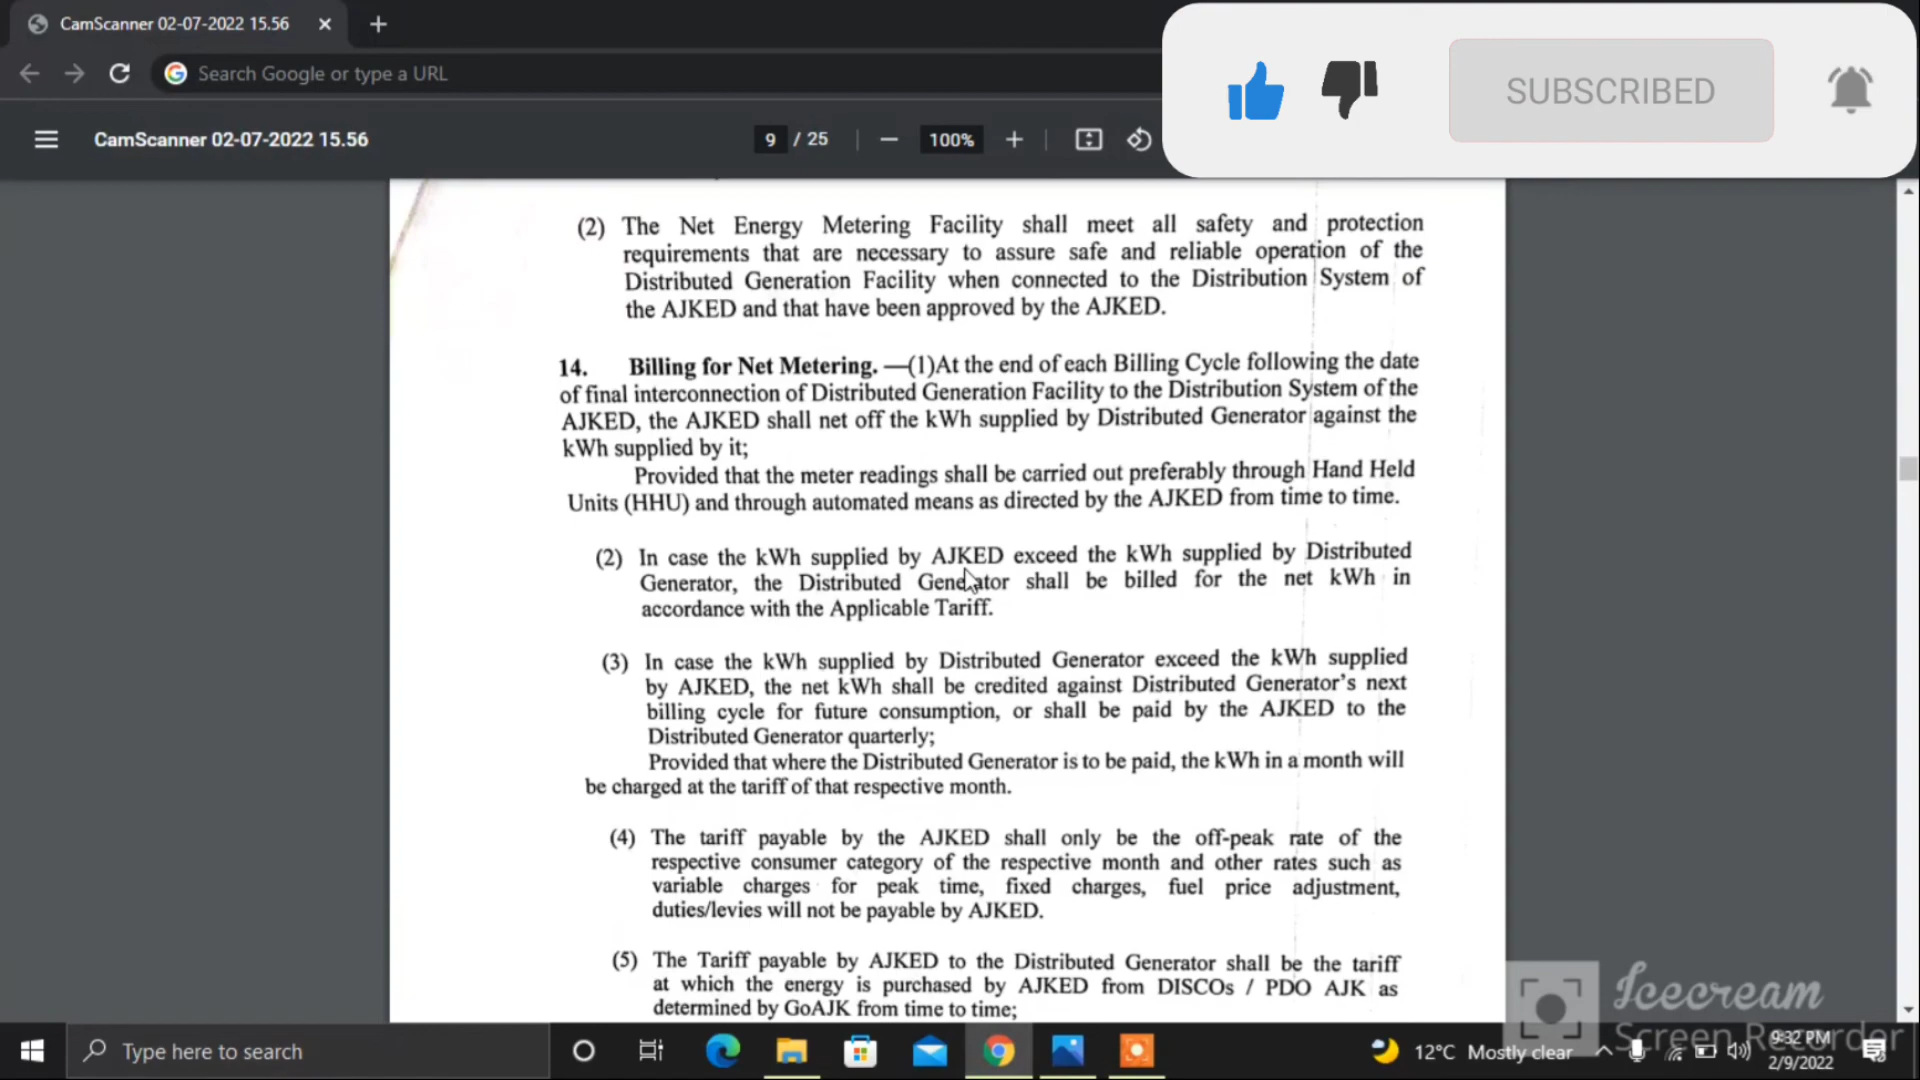 CamScanner 02-07-2022 15.56
Search Google or type a URL
SUBSCRIBED
CamScanner 02-07-2022 15.56
9 / 25
100%
(2) The Net Energy Metering Facility shall meet all safety and protection
requirements that are necessary to assure safe and reliable operation of the
Distributed Generation Facility when connected to the Distribution System of
the AJKED and that have been approved by the AJKED.
14. Billing for Net Metering. —(1)At the end of each Billing Cycle following the date
of final interconnection of Distributed Generation Facility to the Distribution System of the
AJKED, the AJKED shall net off the kWh supplied by Distributed Generator against the
kWh supplied by it;
Provided that the meter readings shall be carried out preferably through Hand Held
Units (HHU) and through automated means as directed by the AJKED from time to time.
(2) In case the kWh supplied by AJKED exceed the kWh supplied by Distributed
Generator, the Distributed Generator shall be billed for the net kWh in
accordance with the Applicable Tariff.
(3) In case the kWh supplied by Distributed Generator exceed the kWh supplied
by AJKED, the net kWh shall be credited against Distributed Generator's next
billing cycle for future consumption, or shall be paid by the AJKED to the
Distributed Generator quarterly;
Provided that where the Distributed Generator is to be paid, the kWh in a month will
be charged at the tariff of that respective month.
(4) The tariff payable by the AJKED shall only be the off-peak rate of the
respective consumer category of the respective month and other rates such as
variable charges for peak time, fixed charges, fuel price adjustment,
duties/levies will not be payable by AJKED.
(5) The Tariff payable by AJKED to the Distributed Generator shall be the tariff
at which the energy is purchased by AJKED from DISCOs / PDO AJK as
determined by GoAJK from time to time;
Icecream
Screen Recorder
Type here to search
12°C Mostly clear
9:32 PM
2/9/2022